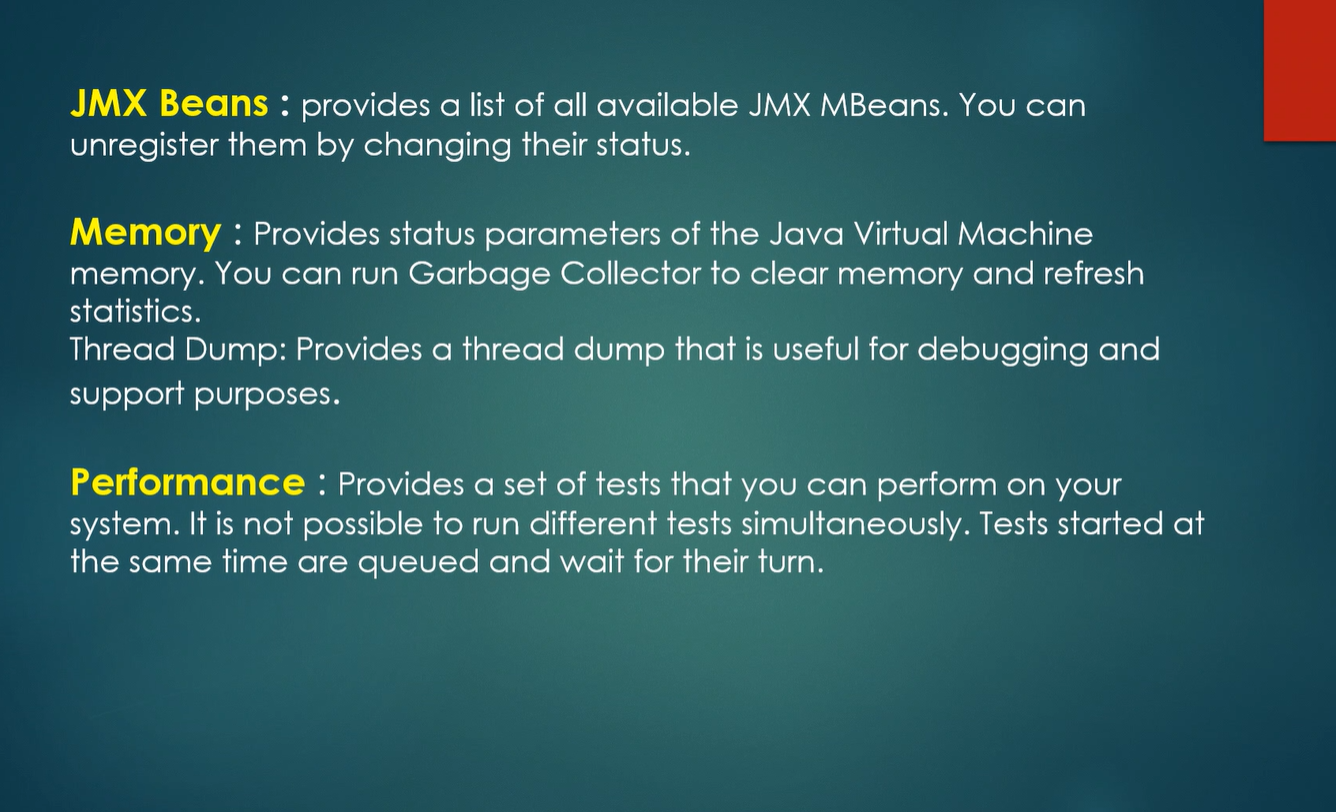 JMX Beans : provides a list of all available JMX MBeans. You can
unregister them by changing their status.
Memory : Provides status parameters of the Java Virtual Machine
memory. You can run Garbage Collector to clear memory and refresh
statistics.
Thread Dump: Provides a thread dump that is useful for debugging and
support purposes.
Performance : Provides a set of tests that you can perform on your
system. It is not possible to run different tests simultaneously. Tests started at
the same time are queued and wait for their turn.